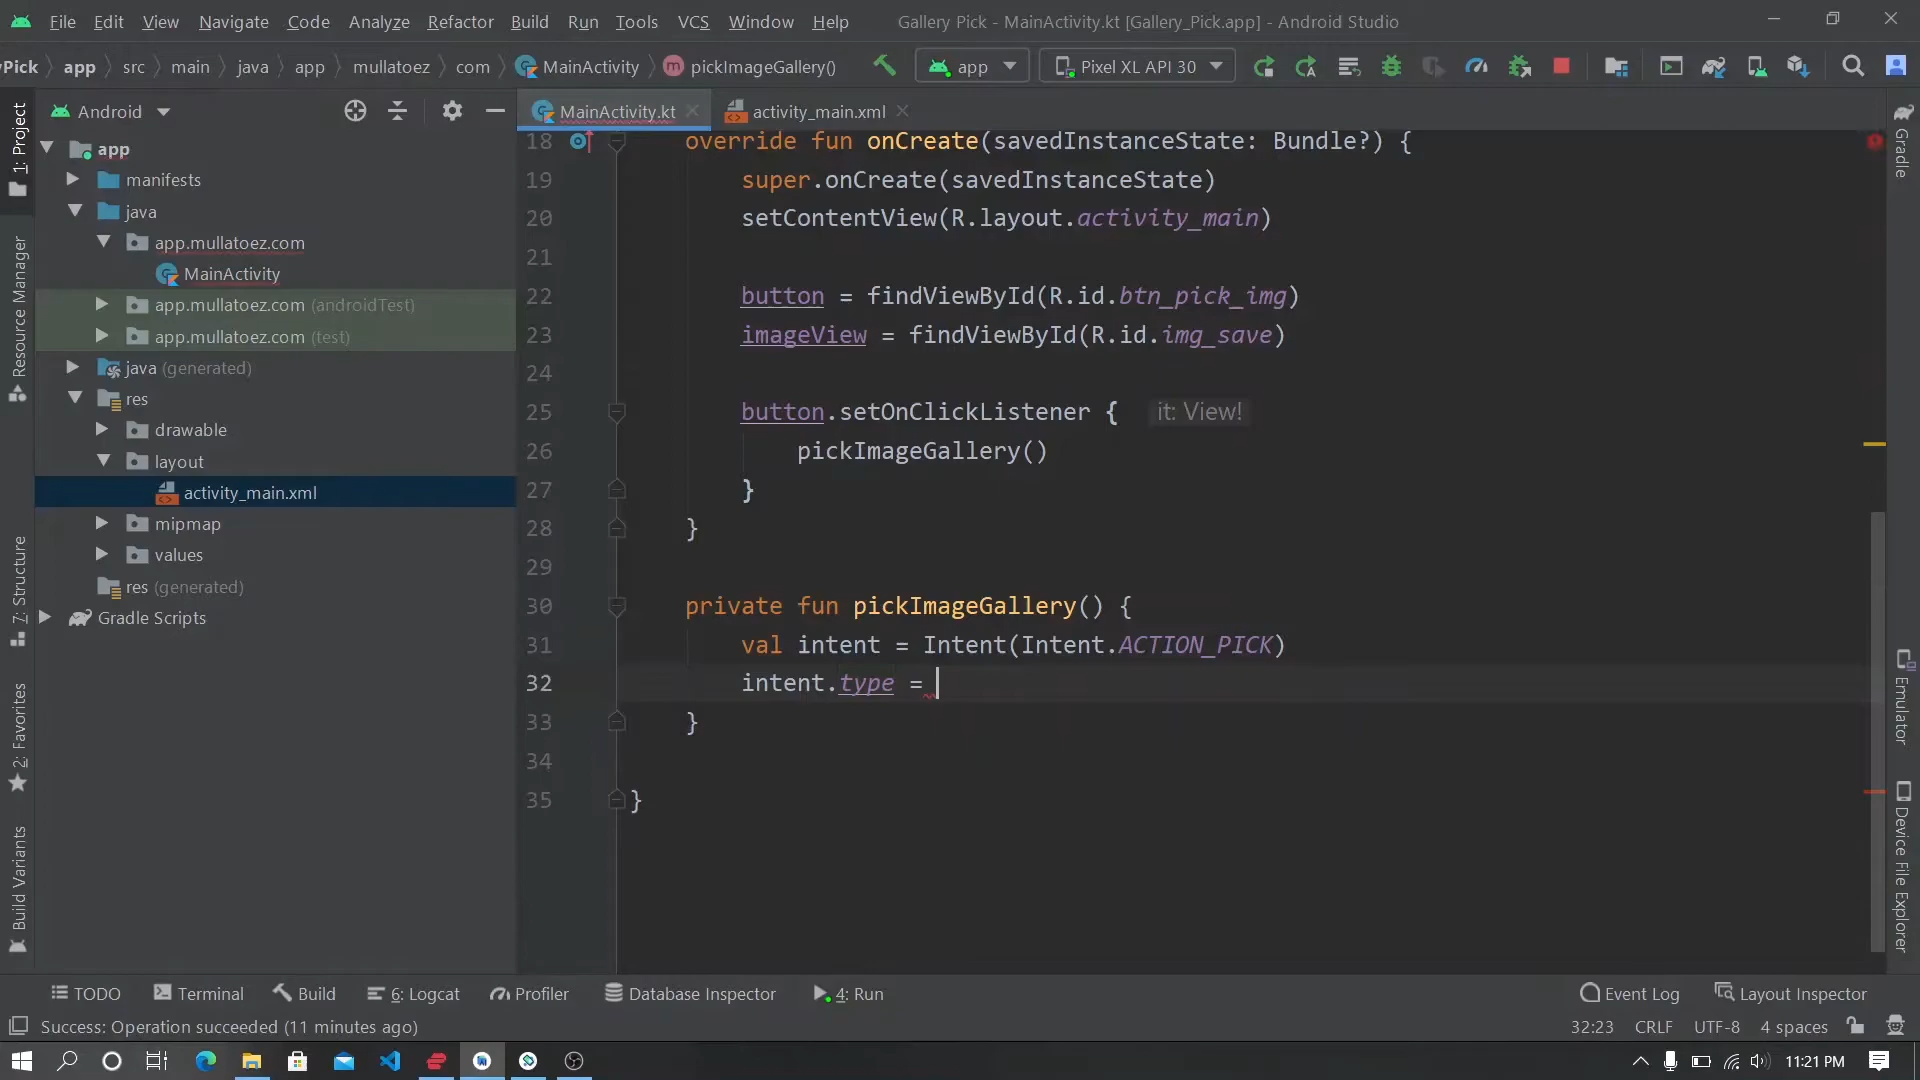 File Edit View Navigate Code Analyze Refactor Build Run Tools VCS Window Help Gallery Pick - MainActivity.kt [Gallery_Pick.app] - Android Studio
yPick app src main java app mullatoez com MainActivity pickImageGallery() app Pixel XL API 30
Android
MainActivity.kt activity_main.xml
1: Project
Resource Manager
7: Structure
2: Favorites
Build Variants
app
manifests
java
app.mullatoez.com
MainActivity
app.mullatoez.com (androidTest)
app.mullatoez.com (test)
java (generated)
res
drawable
layout
activity_main.xml
mipmap
values
res (generated)
Gradle Scripts
18 override fun onCreate(savedInstanceState: Bundle?) {
19 super.onCreate(savedInstanceState)
20 setContentView(R.layout.activity_main)
21
22 button = findViewById(R.id.btn_pick_img)
23 imageView = findViewById(R.id.img_save)
24
25 button.setOnClickListener { it: View!
26 pickImageGallery()
27 }
28 }
29
30 private fun pickImageGallery() {
31 val intent = Intent(Intent.ACTION_PICK)
32 intent.type =
33 }
34
35 }
Gradle
Emulator
Device File Explorer
TODO Terminal Build 6: Logcat Profiler Database Inspector 4: Run Event Log Layout Inspector
Success: Operation succeeded (11 minutes ago) 32:23 CRLF UTF-8 4 spaces
11:21 PM